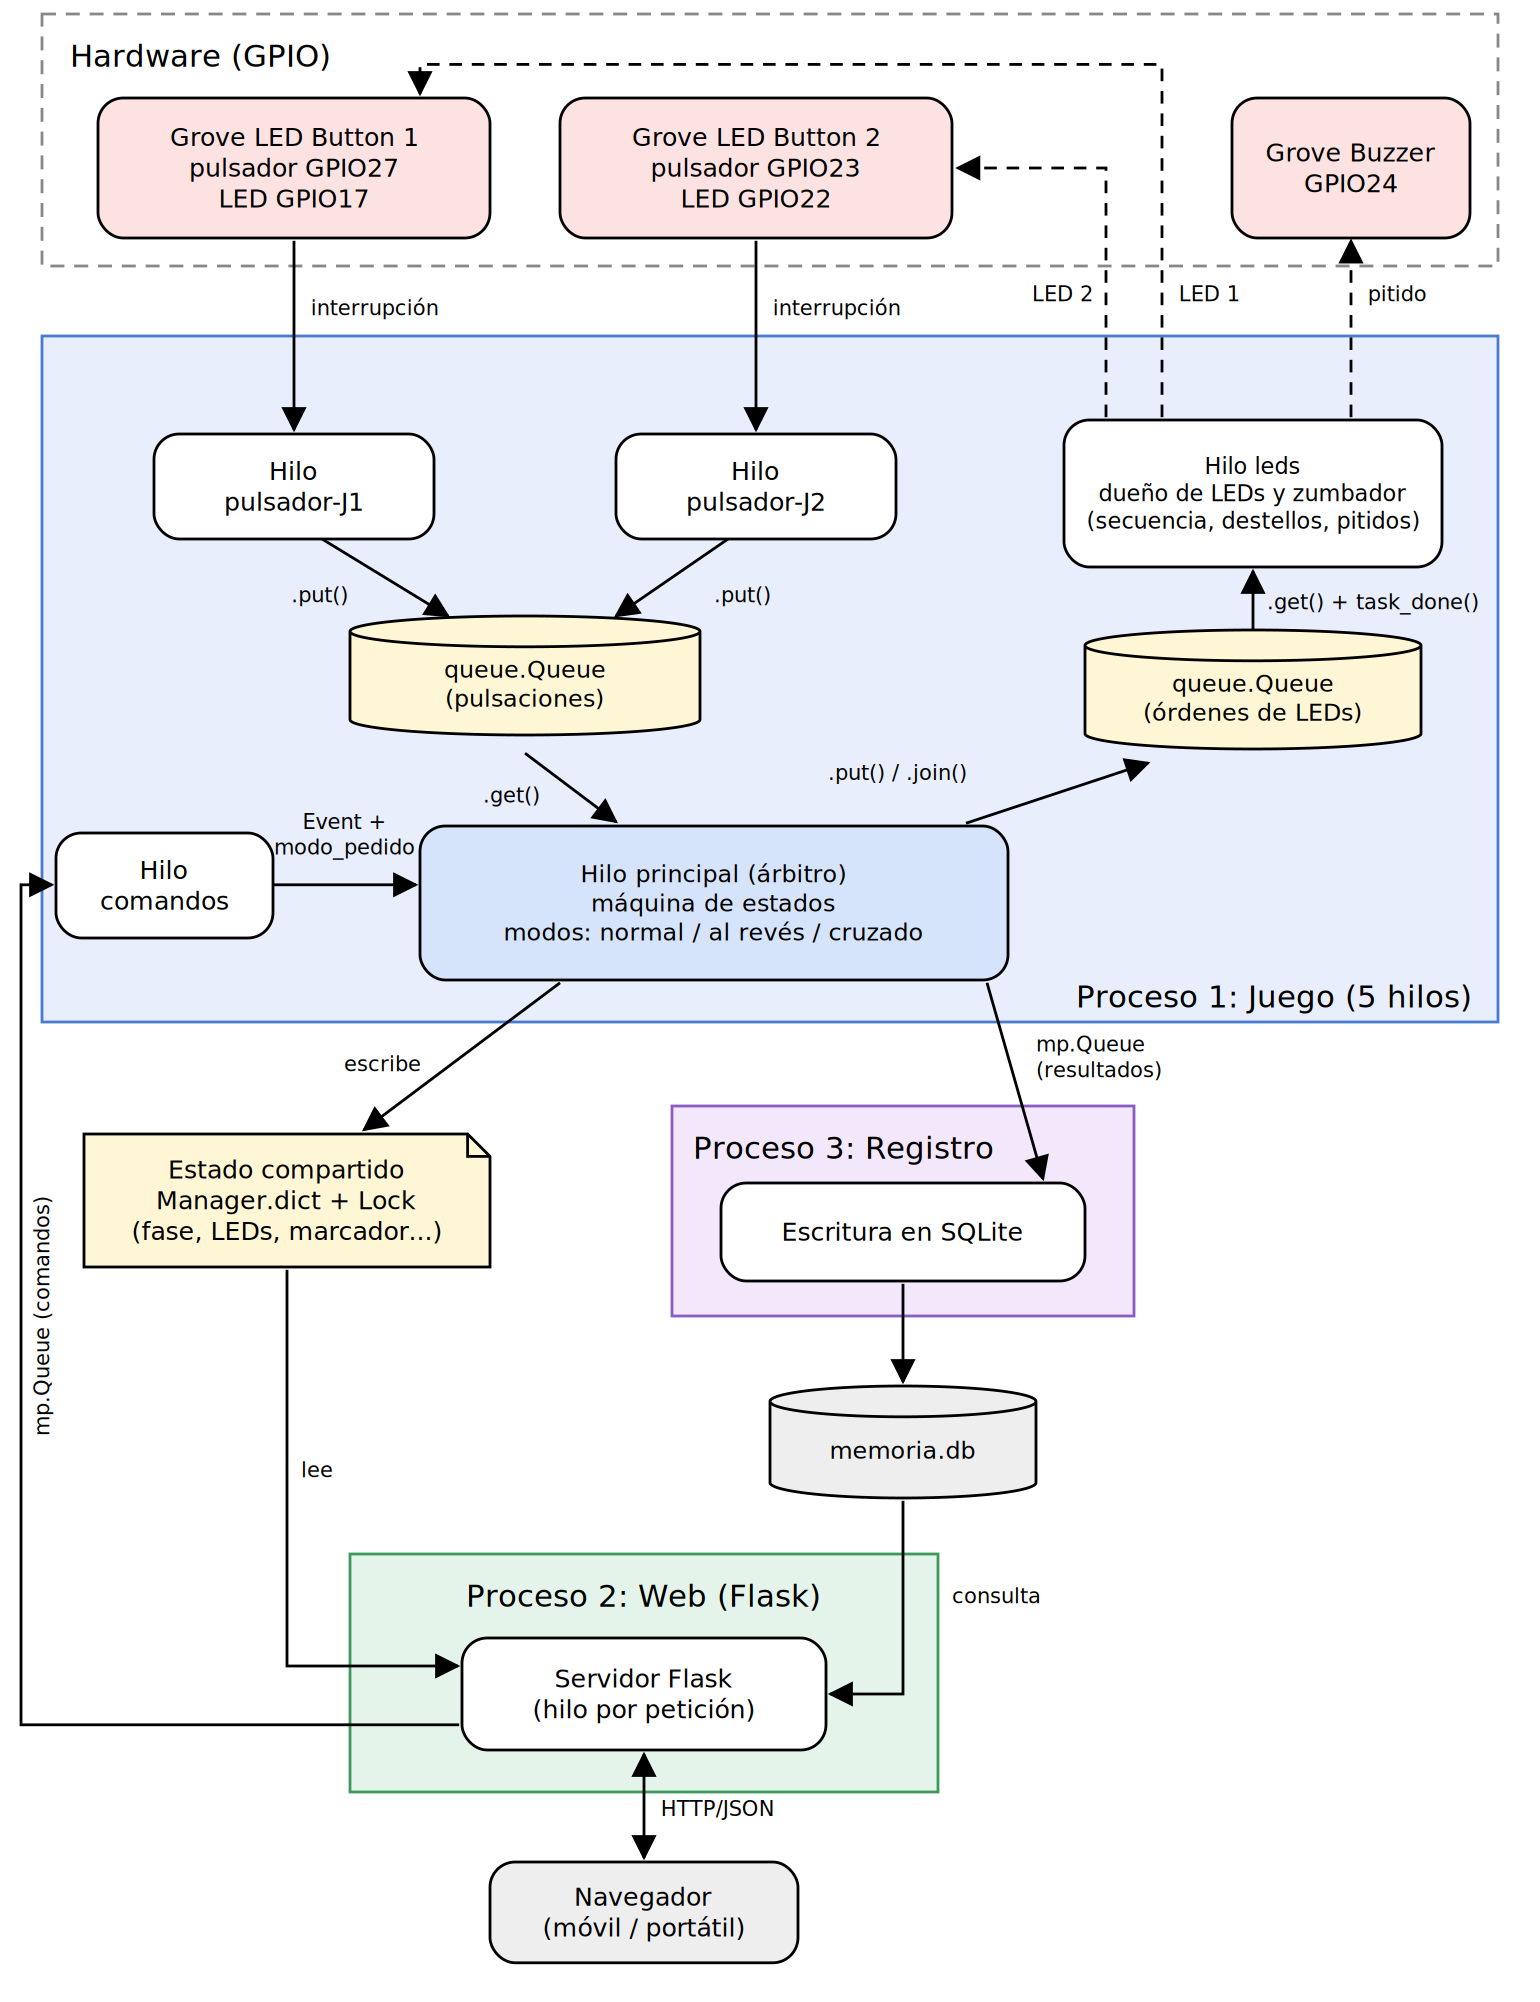 Hardware (GPIO)
Grove LED Button 1
pulsador GPIO27
LED GPIO17
Grove LED Button 2
pulsador GPIO23
LED GPIO22
Grove Buzzer
GPIO24
interrupción
interrupción
LED 2
LED 1
pitido
Hilo
pulsador-J1
Hilo
pulsador-J2
Hilo leds
dueño de LEDs y zumbador
(secuencia, destellos, pitidos)
.put()
.put()
.get() + task_done()
queue.Queue
(pulsaciones)
queue.Queue
(órdenes de LEDs)
.get()
.put() / .join()
Event +
modo_pedido
Hilo
comandos
Hilo principal (árbitro)
máquina de estados
modos: normal / al revés / cruzado
Proceso 1: Juego (5 hilos)
escribe
mp.Queue
(resultados)
Estado compartido
Manager.dict + Lock
(fase, LEDs, marcador...)
Proceso 3: Registro
Escritura en SQLite
mp.Queue (comandos)
memoria.db
lee
consulta
Proceso 2: Web (Flask)
Servidor Flask
(hilo por petición)
HTTP/JSON
Navegador
(móvil / portátil)